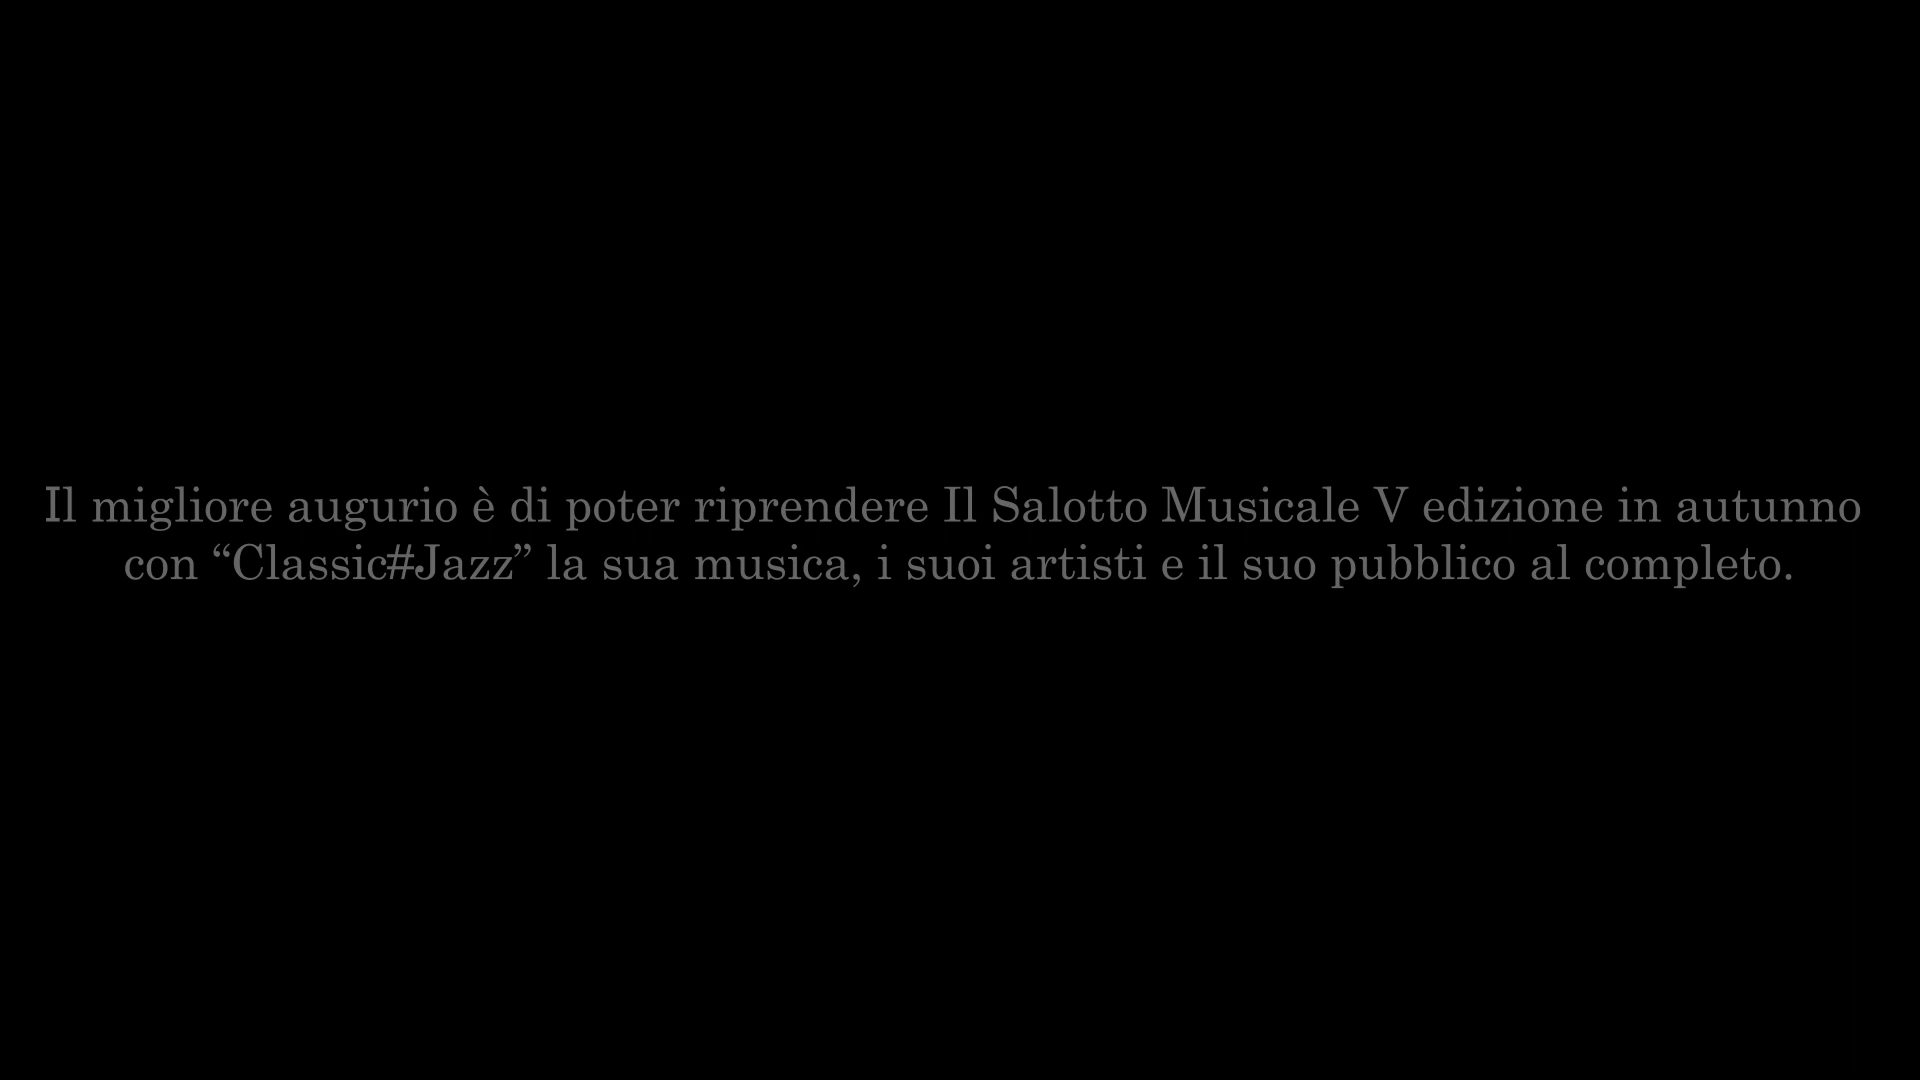 Il migliore augurio è di poter riprendere Il Salotto Musicale V edizione in autunno
con “Classic#Jazz” la sua musica, i suoi artisti e il suo pubblico al completo.